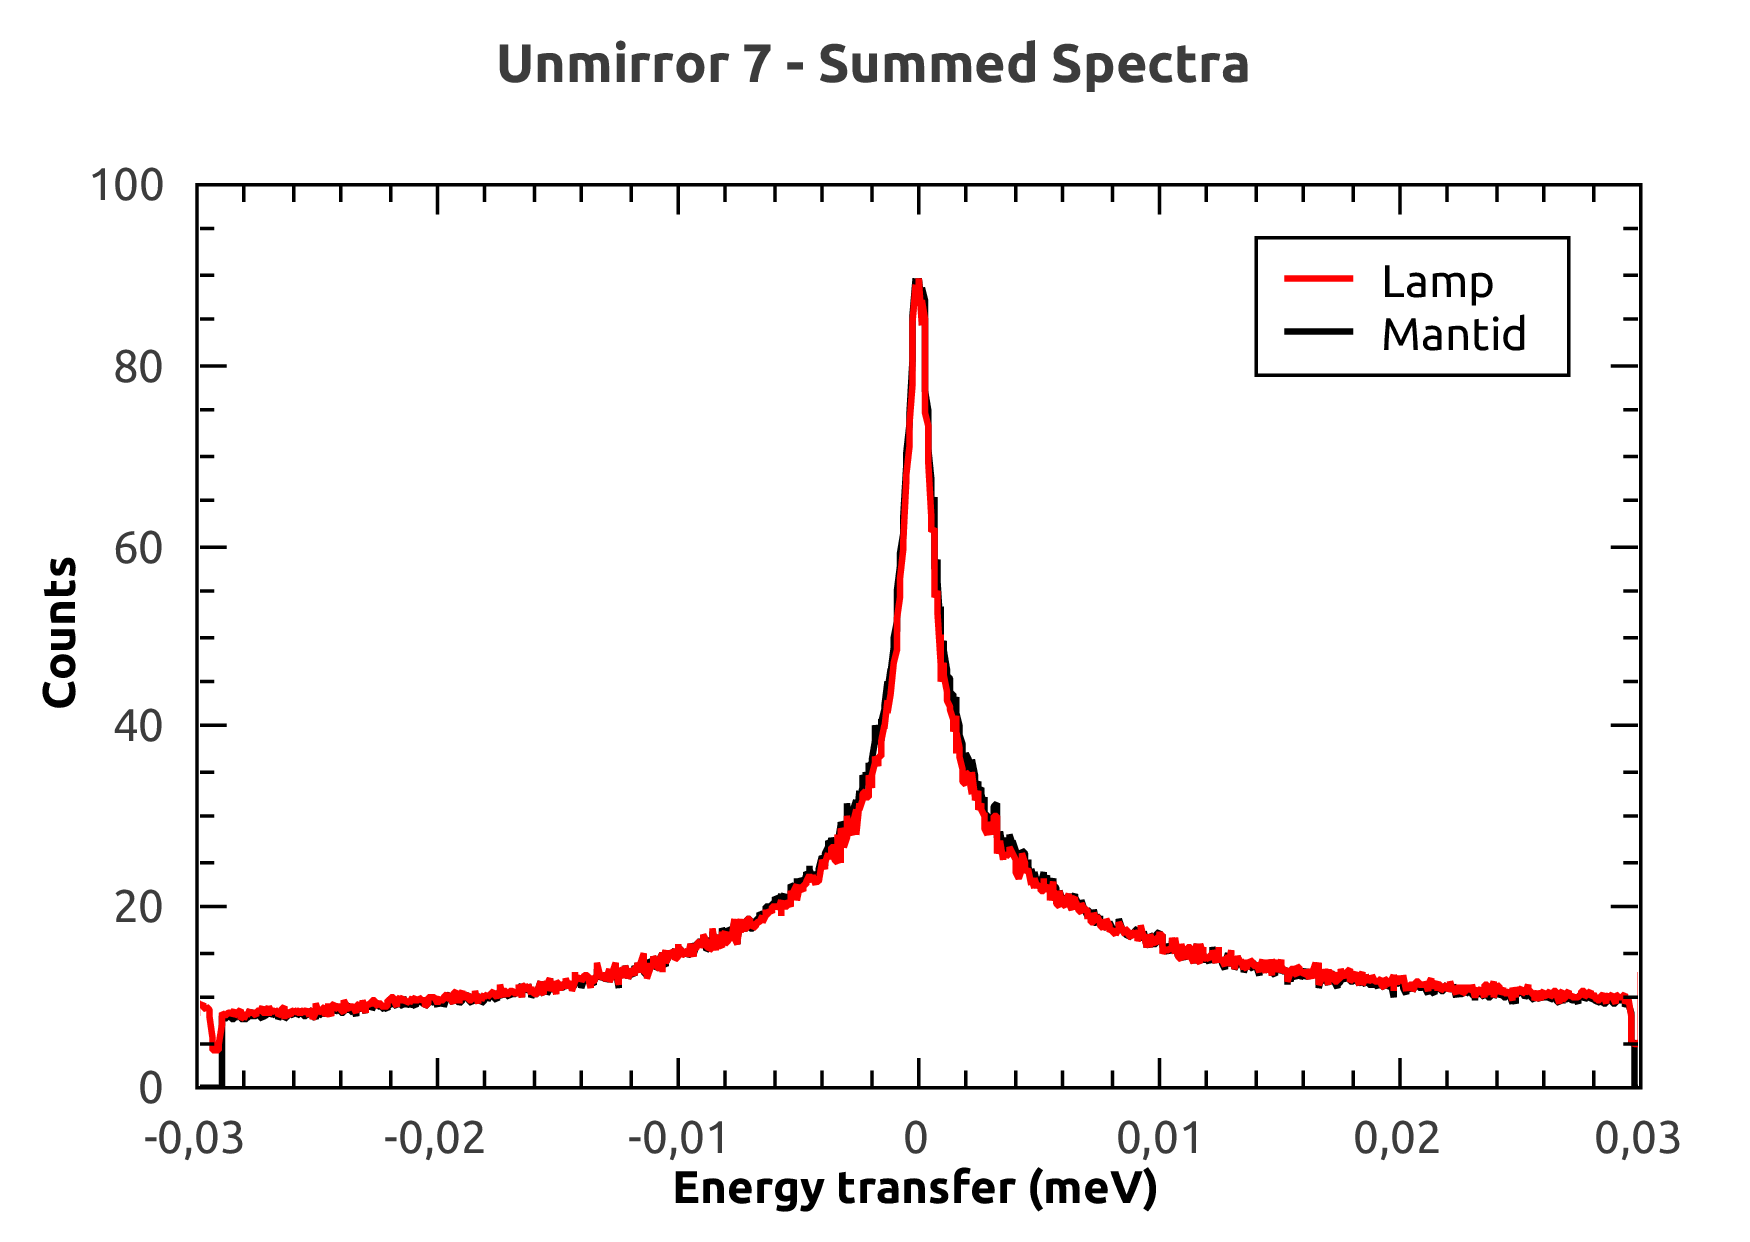 Unmirror 7 - Summed Spectra
100
80
60
40
20
0
Counts
Lamp
Mantid
-0,03 -0,02 -0,01 0 0,01 0,02 0,03
Energy transfer (meV)